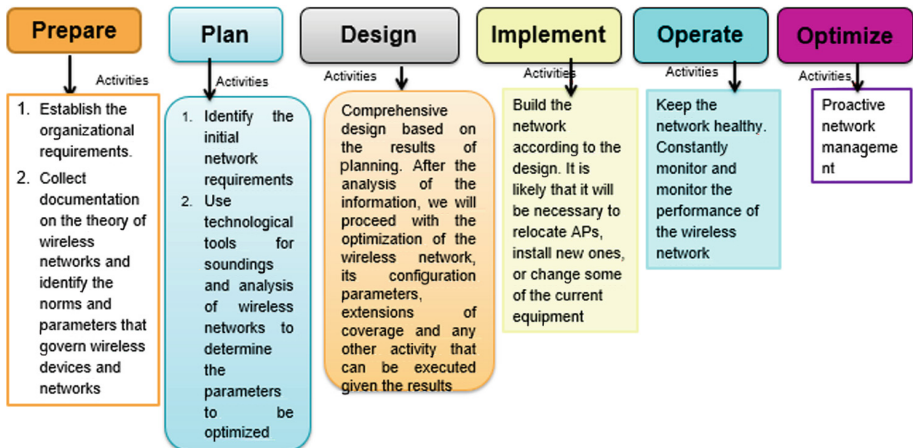 Prepare
Plan
Design
Implement
Operate
Optimize
Activities
Activities
Activities
Activities
Activities
Activities
1. Establish the
organizational
requirements.
2. Collect
documentation
on the theory of
wireless
networks and
identify the
norms and
parameters that
govern wireless
devices and
networks
1. Identify the
initial
network
requirements
2. Use
technological
tools for
soundings
and analysis
of wireless
networks to
determine
the
parameters
to be
optimized
Comprehensive
design based on
the results of
planning. After the
analysis of the
information, we will
proceed with the
optimization of the
wireless network,
its configuration
parameters,
extensions of
coverage and any
other activity that
can be executed
given the results
Build the
network
according to the
design. It is
likely that it will
be necessary to
relocate APs,
install new ones,
or change some
of the current
equipment
Keep the
network healthy.
Constantly
monitor and
monitor the
performance of
the wireless
network
Proactive
network
manageme
nt